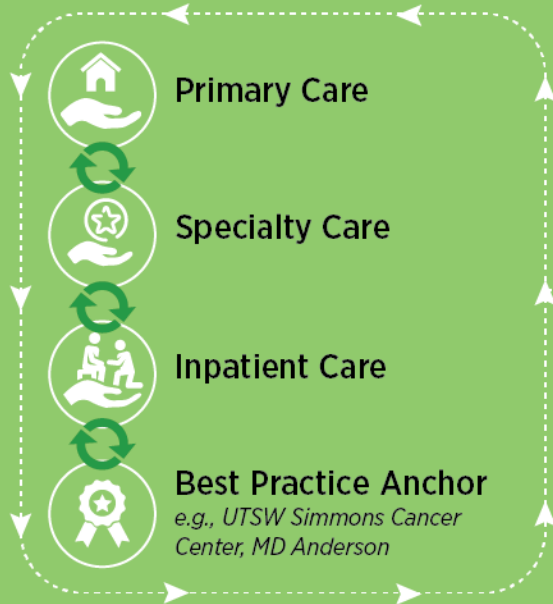 Primary Care
Specialty Care
Inpatient Care
Best Practice Anchor
e.g., UTSW Simmons Cancer
Center, MD Anderson